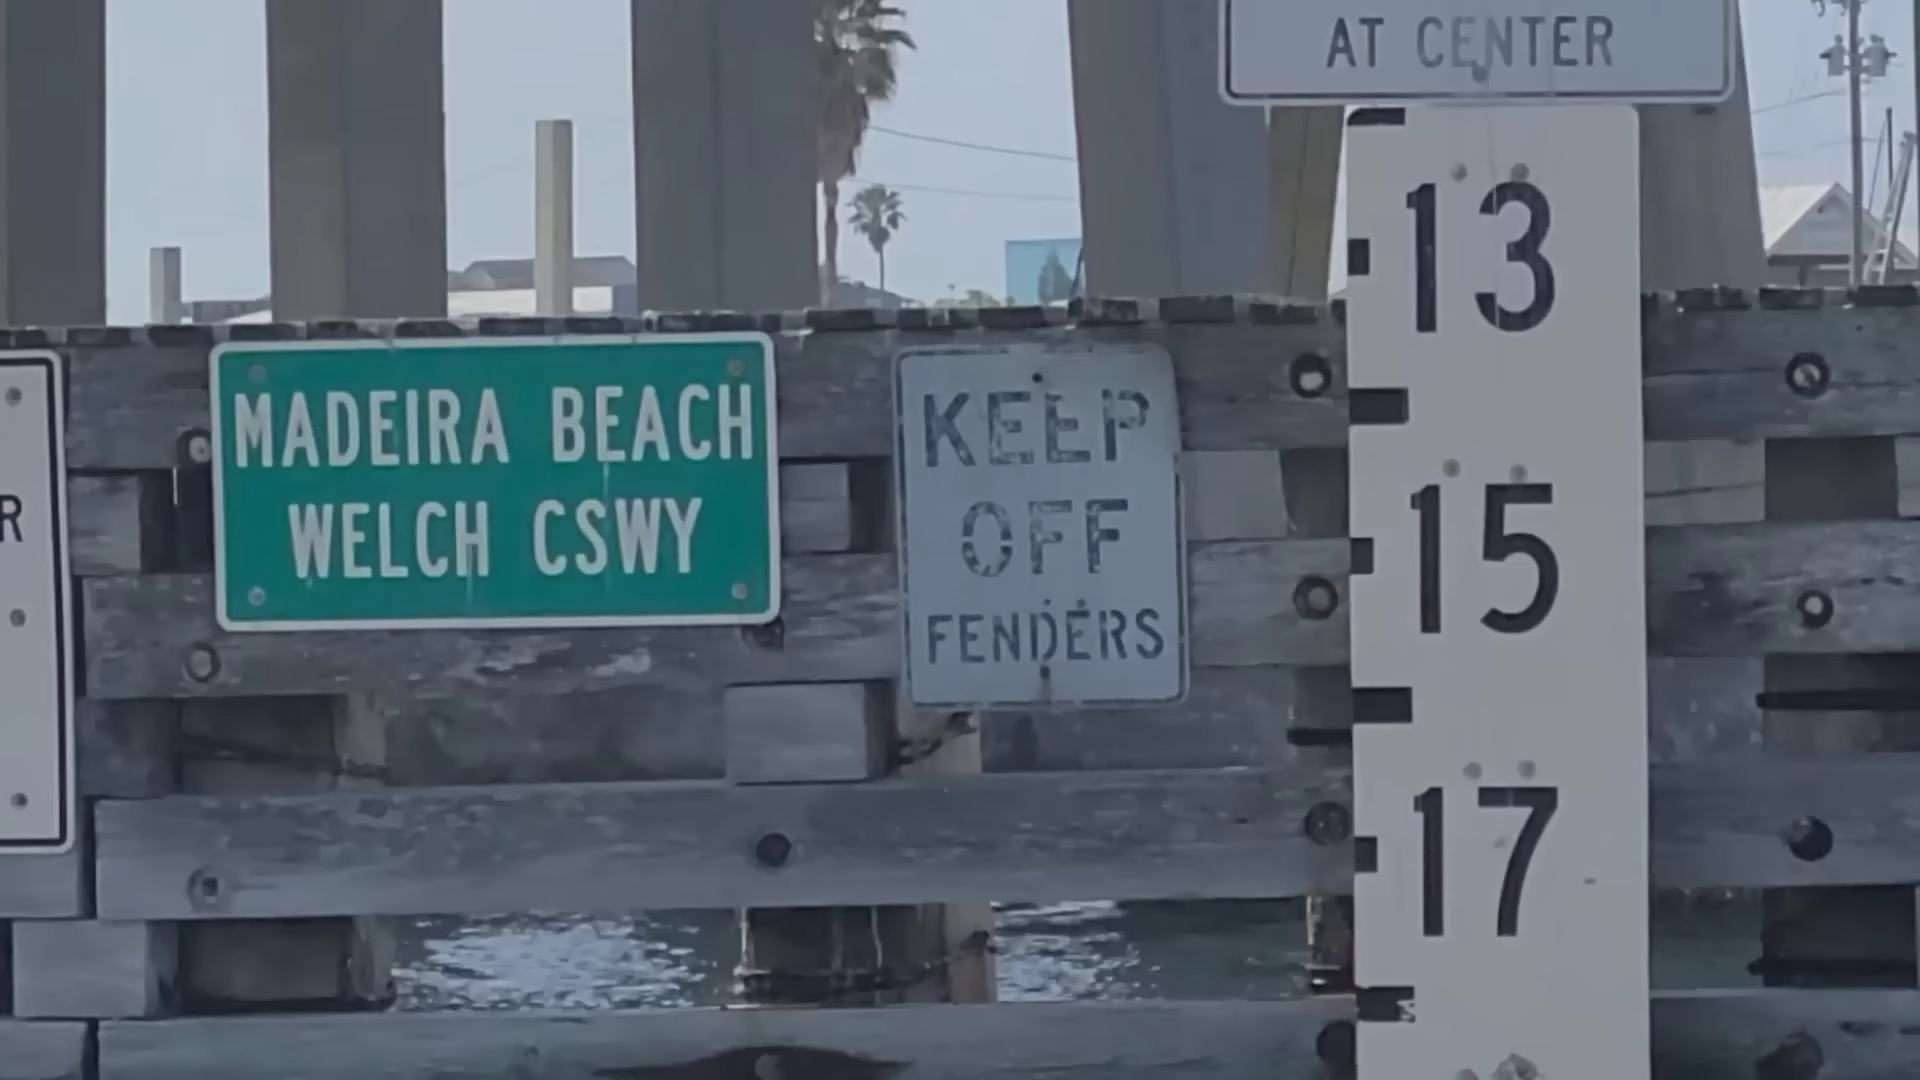 AT CENTER
R
MADEIRA BEACH
WELCH CSWY
KEEP
OFF
FENDERS
13
15
17